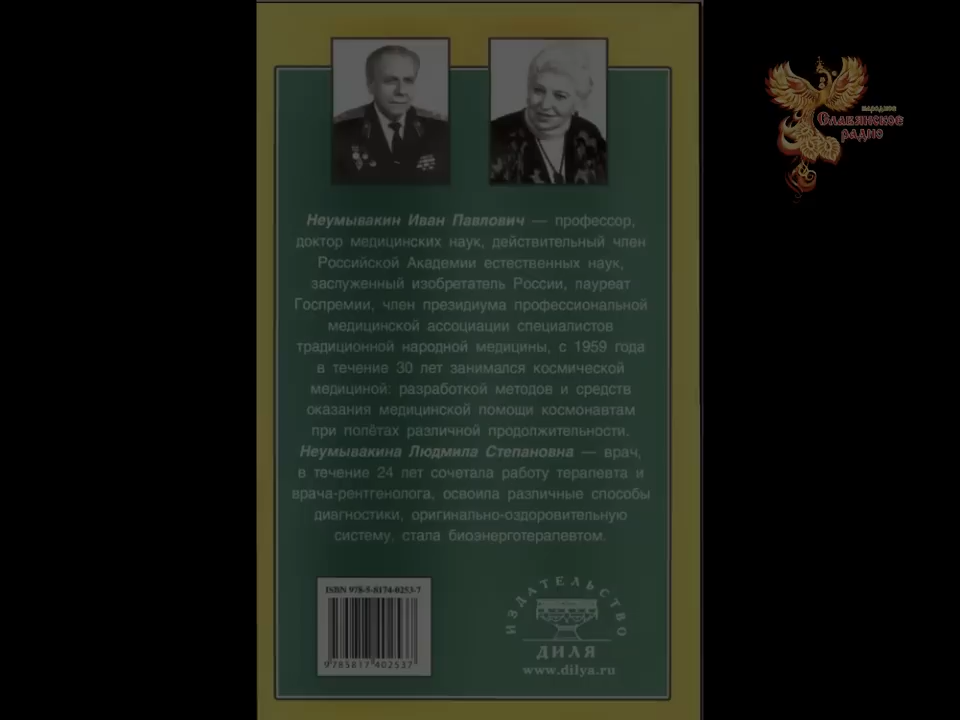 народное
Славянское
радио
Неумывакин Иван Павлович — профессор,
доктор медицинских наук, действительный член
Российской Академии естественных наук,
заслуженный изобретатель России, лауреат
Госпремии, член президиума профессиональной
медицинской ассоциации специалистов
традиционной народной медицины, с 1959 года
в течение 30 лет занимался космической
медициной: разработкой методов и средств
оказания медицинской помощи космонавтам
при полётах различной продолжительности.
Неумывакина Людмила Степановна — врач,
в течение 24 лет сочетала работу терапевта и
врача-рентгенолога, освоила различные способы
диагностики, оригинально-оздоровительную
систему, стала биоэнерготерапевтом.
ISBN 978-5-8174-0253-7
9785817 402537
ИЗДАТЕЛЬСТВО
ДИЛЯ
www.dilya.ru